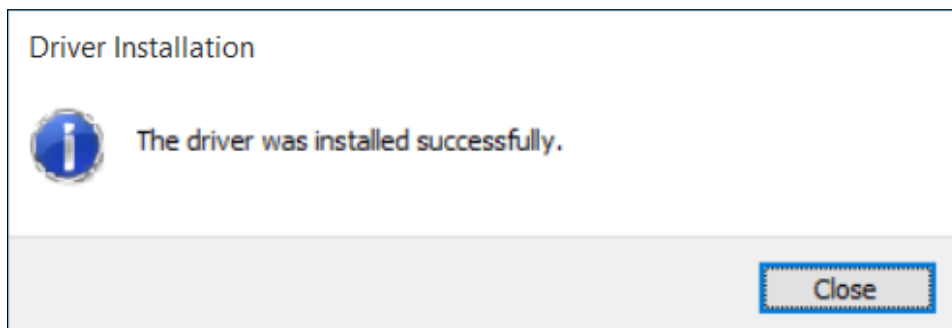 Driver Installation
The driver was installed successfully.
Close